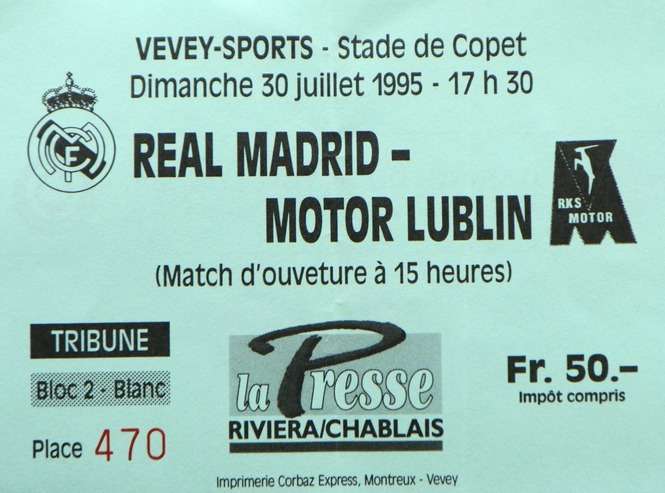 VEVEY-SPORTS - Stade de Copet
Dimanche 30 juillet 1995 - 17 h 30
REAL MADRID -
MOTOR LUBLIN
RKS
MOTOR
(Match d'ouveture à 15 heures)
TRIBUNE
Bloc 2 - Blanc
Place 470
la Presse
RIVIERA/CHABLAIS
Fr. 50.-
Impôt compris
Imprimerie Corbaz Express, Montreux - Vevey